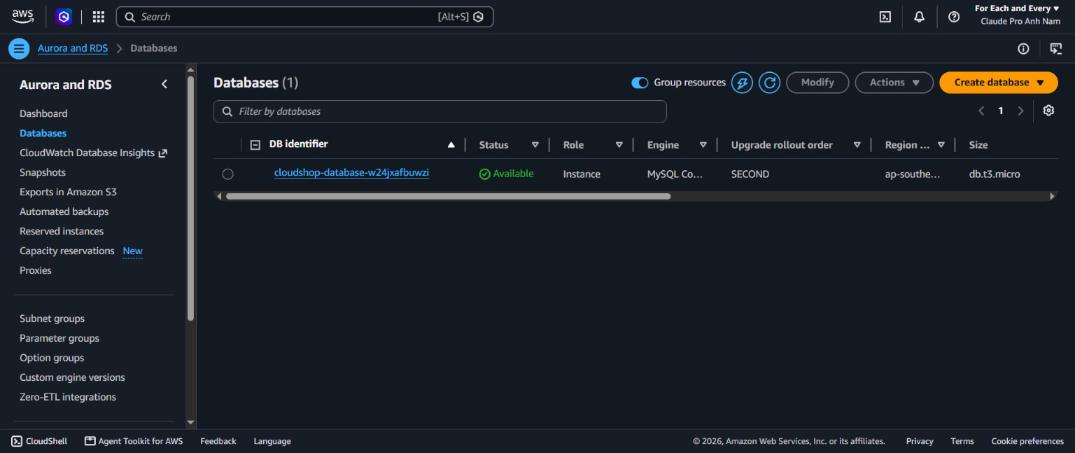 aws
Search [Alt+S]
For Each and Every
Claude Pro Anh Nam
Aurora and RDS > Databases
Aurora and RDS
Dashboard
Databases
CloudWatch Database Insights
Snapshots
Exports in Amazon S3
Automated backups
Reserved instances
Capacity reservations New
Proxies
Subnet groups
Parameter groups
Option groups
Custom engine versions
Zero-ETL integrations
Databases (1)
Group resources
Modify
Actions
Create database
Filter by databases
1
DB identifier Status Role Engine Upgrade rollout order Region ... Size
cloudshop-database-w24jxafbuwzi Available Instance MySQL Co... SECOND ap-southe... db.t3.micro
CloudShell Agent Toolkit for AWS Feedback Language © 2026, Amazon Web Services, Inc. or its affiliates. Privacy Terms Cookie preferences